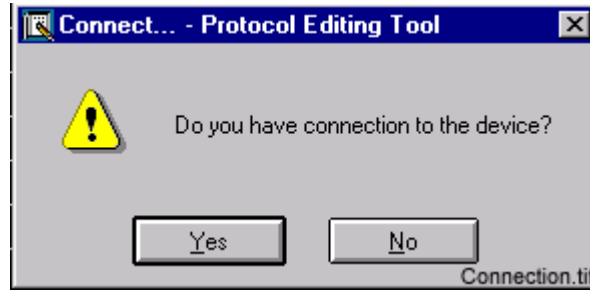 Connect... - Protocol Editing Tool
Do you have connection to the device?
Yes
No
Connection.tif